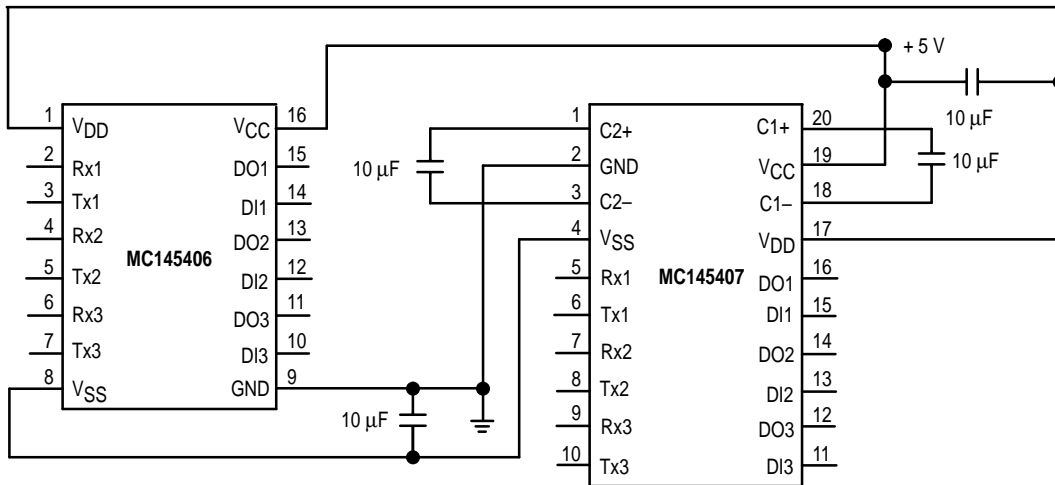 + 5 V
10 μF
1 VDD VCC 16
2 Rx1 DO1 15
3 Tx1 DI1 14
4 Rx2 DO2 13
5 Tx2 DI2 12
6 Rx3 DO3 11
7 Tx3 DI3 10
8 VSS GND 9
MC145406
10 μF
10 μF
1 C2+ C1+ 20
2 GND VCC 19
3 C2– C1– 18
4 VSS VDD 17
5 Rx1 DO1 16
6 Tx1 DI1 15
7 Rx2 DO2 14
8 Tx2 DI2 13
9 Rx3 DO3 12
10 Tx3 DI3 11
MC145407
10 μF